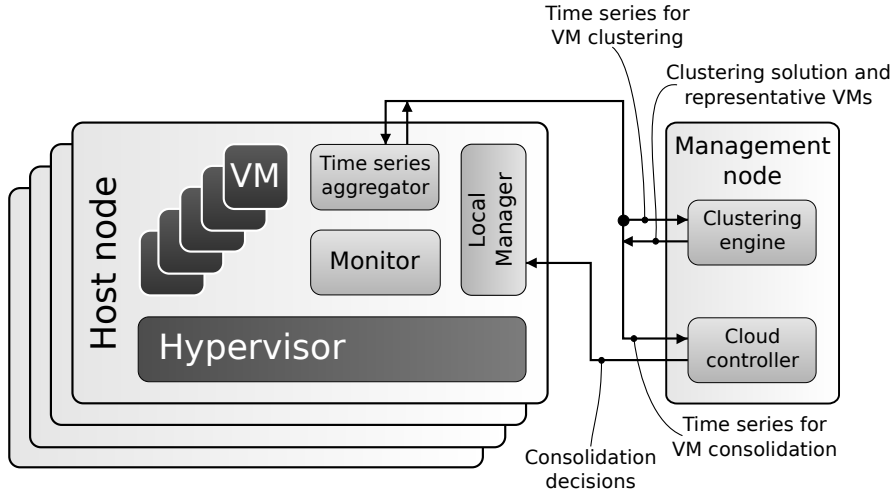 Time series for
VM clustering
Clustering solution and
representative VMs
Host node
VM
Time series
aggregator
Monitor
Local
Manager
Hypervisor
Management
node
Clustering
engine
Cloud
controller
Time series for
VM consolidation
Consolidation
decisions